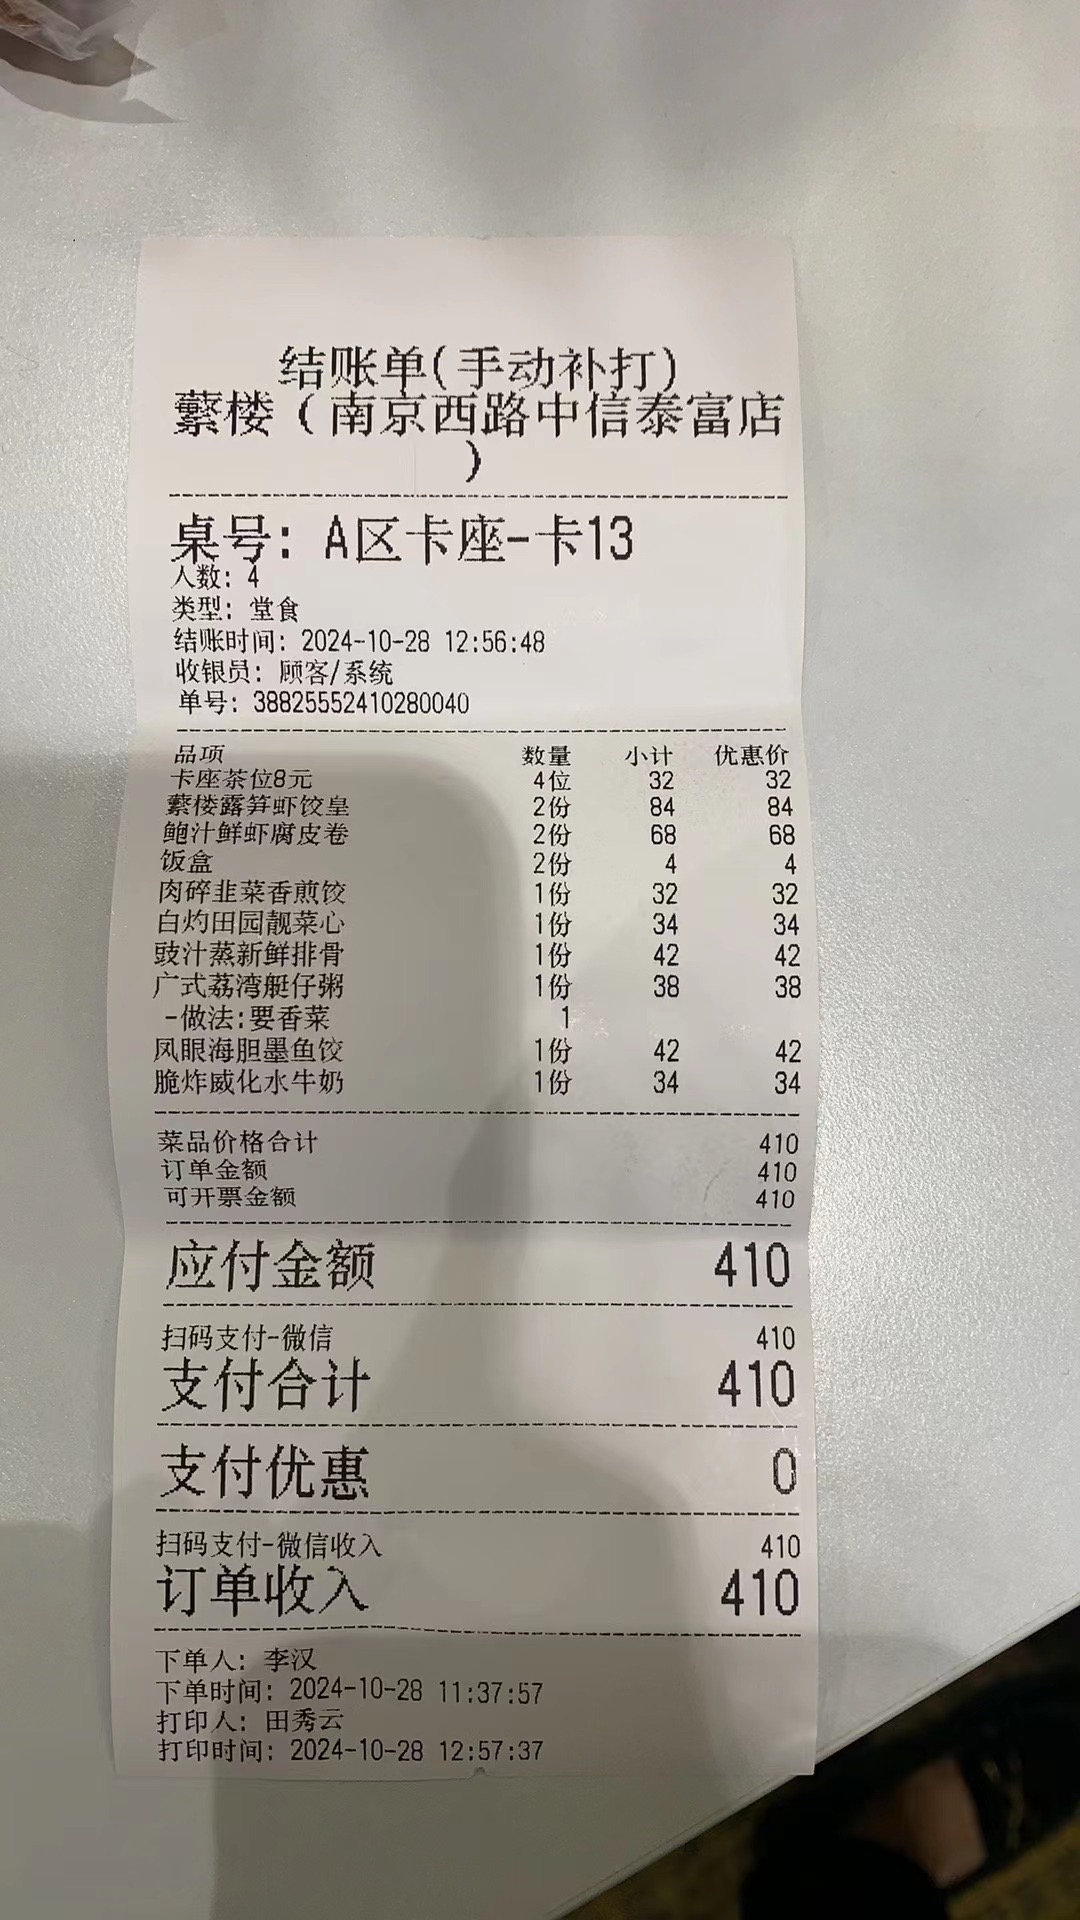 结账单(手动补打)
蘩楼（南京西路中信泰富店
）
桌号：A区卡座-卡13
人数：4
类型：堂食
结账时间：2024-10-28 12:56:48
收银员：顾客/系统
单号：38825552410280040
品项 数量 小计 优惠价
卡座茶位8元 4位 32 32
蘩楼露笋虾饺皇 2份 84 84
鲍汁鲜虾腐皮卷 2份 68 68
饭盒 2份 4 4
肉碎韭菜香煎饺 1份 32 32
白灼田园靓菜心 1份 34 34
豉汁蒸新鲜排骨 1份 42 42
广式荔湾艇仔粥 1份 38 38
-做法:要香菜 1
凤眼海胆墨鱼饺 1份 42 42
脆炸威化水牛奶 1份 34 34
菜品价格合计 410
订单金额 410
可开票金额 410
应付金额 410
扫码支付-微信 410
支付合计 410
支付优惠 0
扫码支付-微信收入 410
订单收入 410
下单人：李汉
下单时间：2024-10-28 11:37:57
打印人：田秀云
打印时间：2024-10-28 12:57:37